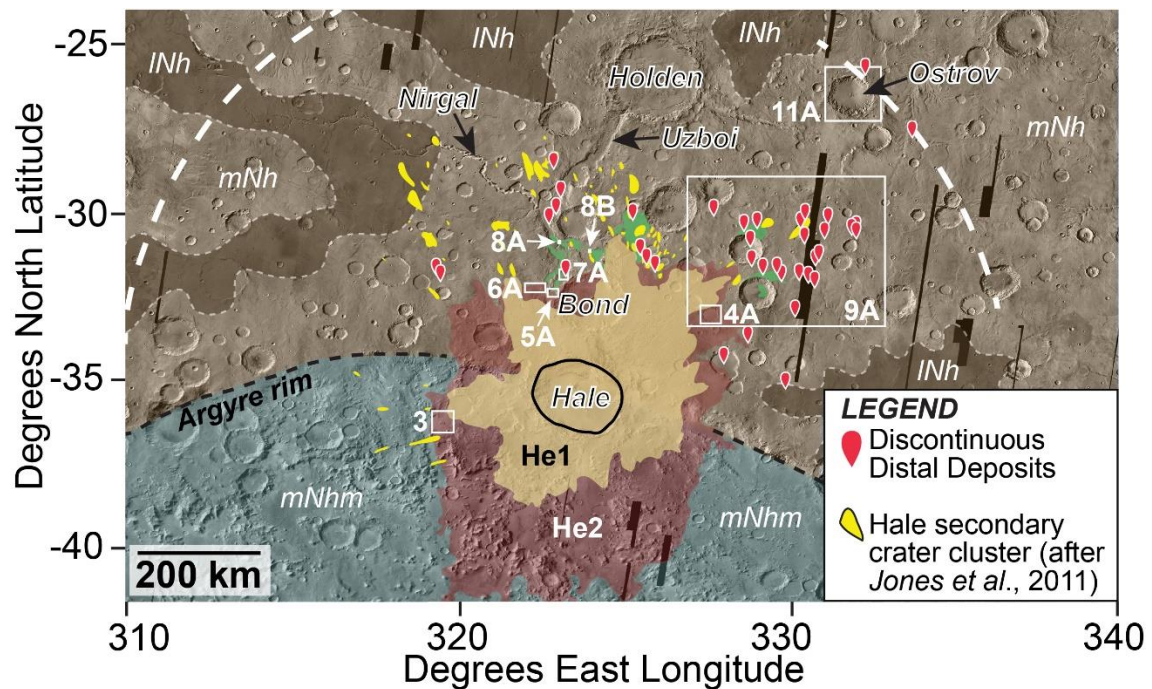 -25
-30
-35
-40
Degrees North Latitude
lNh
lNh
lNh
Holden
Ostrov
11A
mNh
Nirgal
Uzboi
mNh
8B
8A
7A
6A
Bond
5A
4A
9A
lNh
Argyre rim
Hale
3
He1
mNhm
He2
mNhm
200 km
LEGEND
Discontinuous
Distal Deposits
Hale secondary
crater cluster (after
Jones et al., 2011)
310
320
330
340
Degrees East Longitude